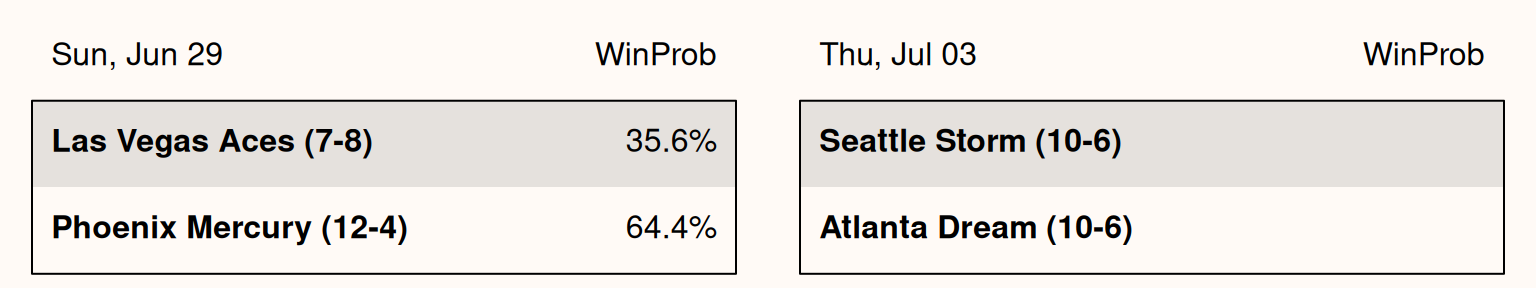 Sun, Jun 29 WinProb
Las Vegas Aces (7-8) 35.6%
Phoenix Mercury (12-4) 64.4%
Thu, Jul 03 WinProb
Seattle Storm (10-6)
Atlanta Dream (10-6)